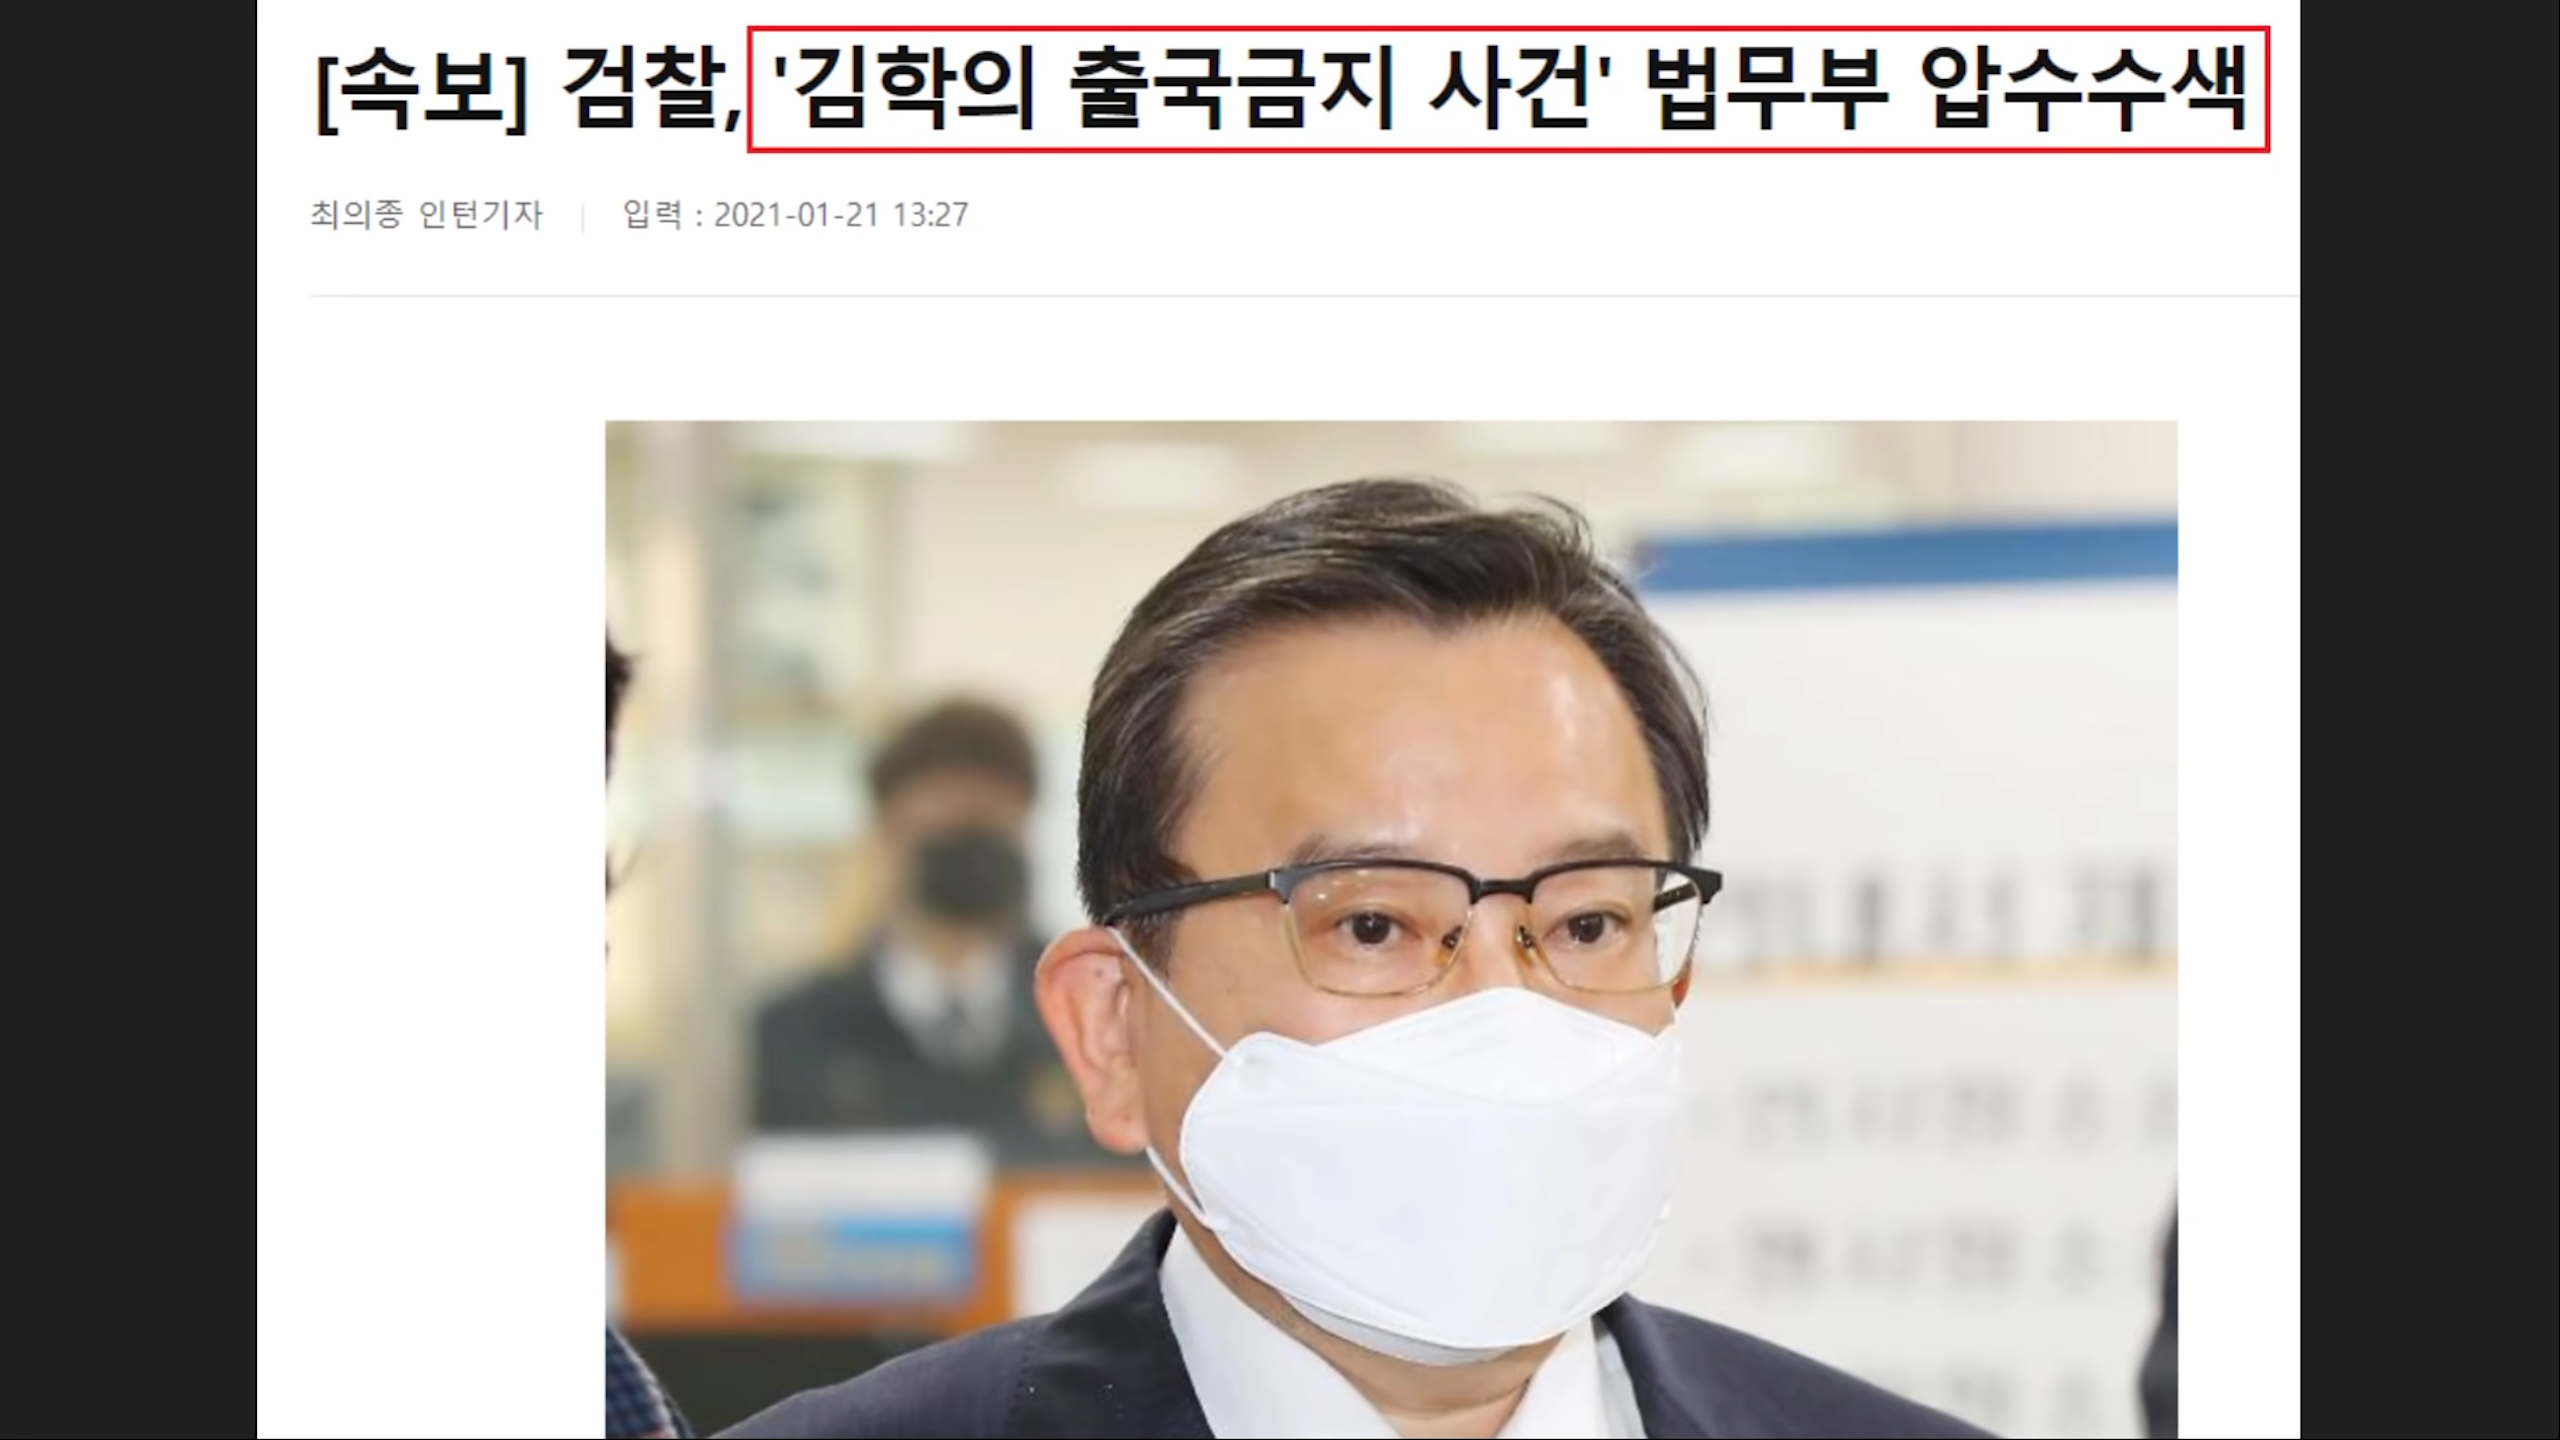 [속보] 검찰, '김학의 출국금지 사건' 법무부 압수수색
최의종 인턴기자 | 입력 : 2021-01-21 13:27